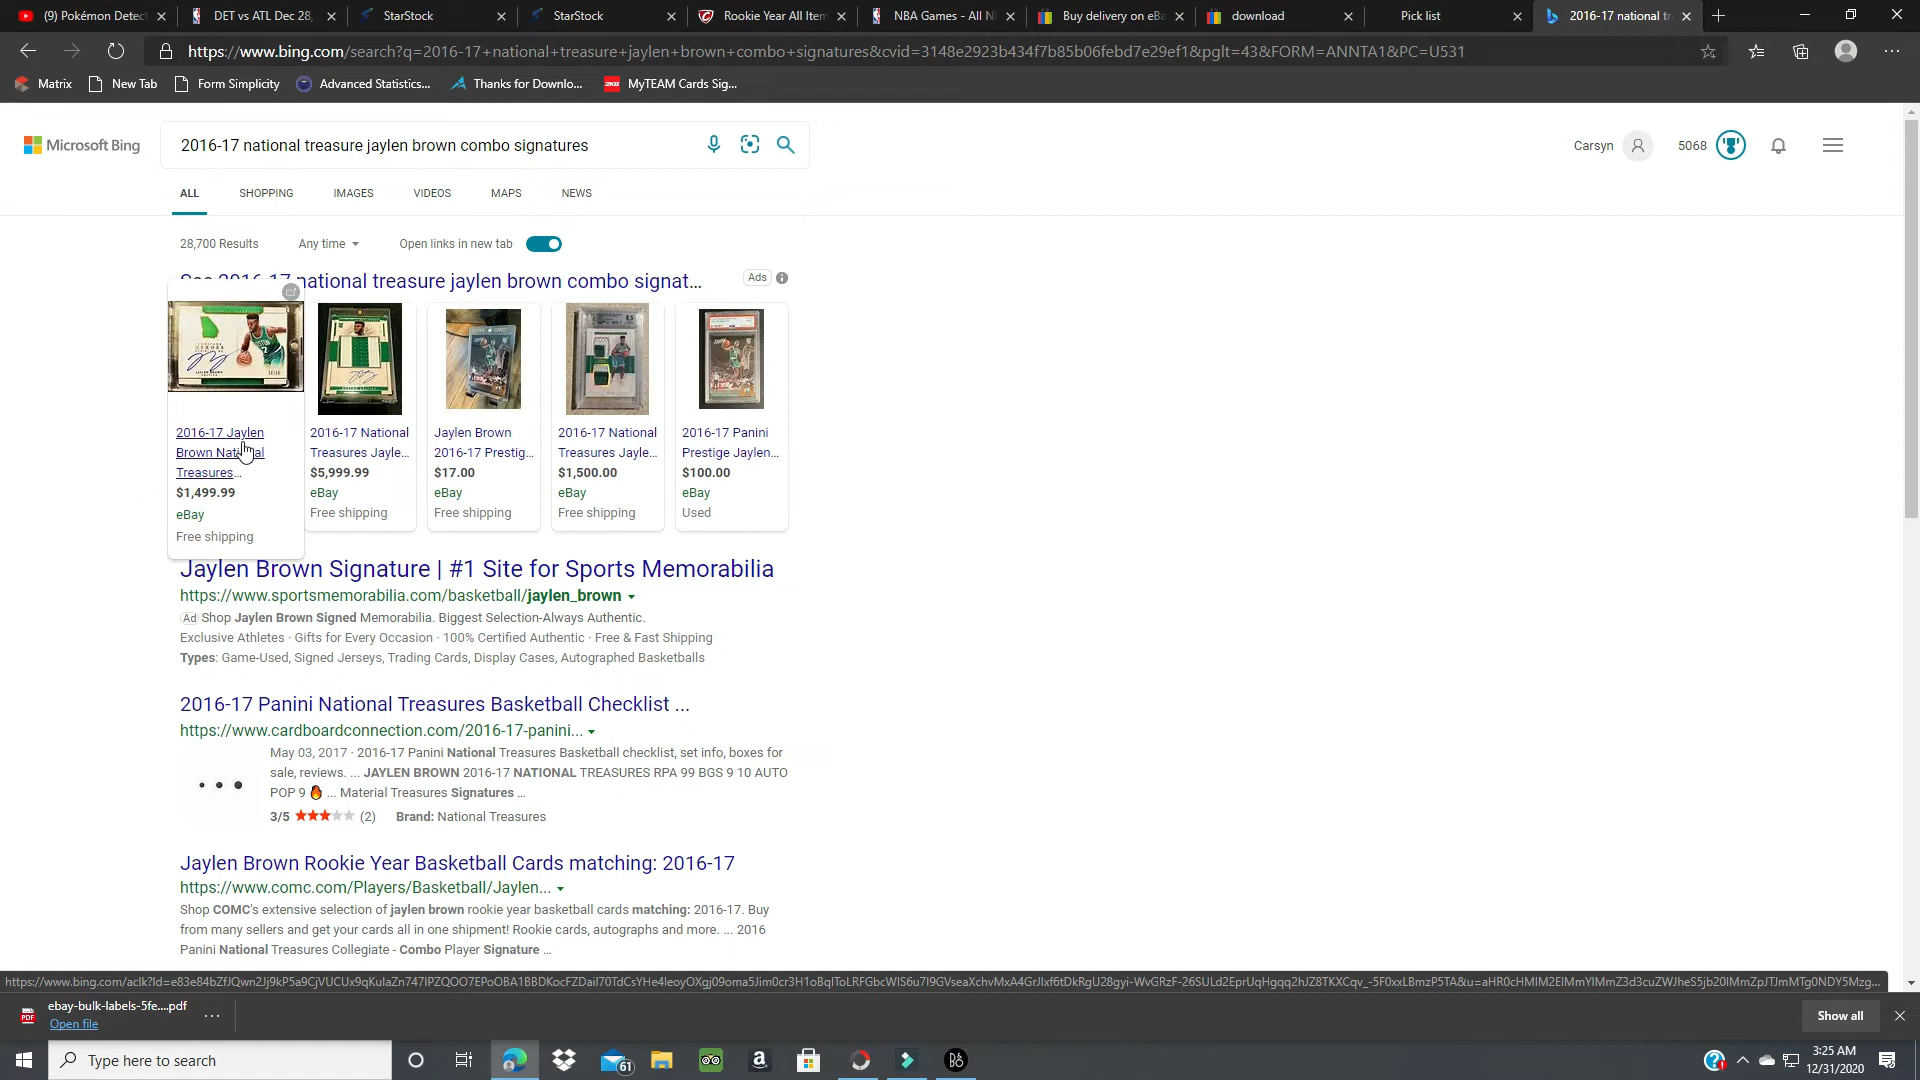 (9) Pokémon Detect
DET vs ATL Dec 28,
StarStock
StarStock
Rookie Year All Item
NBA Games - All N
Buy delivery on eBa
download
Pick list
2016-17 national tr
https://www.bing.com/search?q=2016-17+national+treasure+jaylen+brown+combo+signatures&cvid=3148e2923b434f7b85b06febd7e29ef1&pglt=43&FORM=ANNTA1&PC=U531
Matrix
New Tab
Form Simplicity
Advanced Statistics...
Thanks for Downlo...
MyTEAM Cards Sig...
Microsoft Bing
2016-17 national treasure jaylen brown combo signatures
Carsyn
5068
ALL
SHOPPING
IMAGES
VIDEOS
MAPS
NEWS
28,700 Results
Any time
Open links in new tab
See 2016-17 national treasure jaylen brown combo signat...
Ads
2016-17 Jaylen
Brown National
Treasures...
$1,499.99
eBay
Free shipping
2016-17 National
Treasures Jayle...
$5,999.99
eBay
Free shipping
Jaylen Brown
2016-17 Prestig...
$17.00
eBay
Free shipping
2016-17 National
Treasures Jayle...
$1,500.00
eBay
Free shipping
2016-17 Panini
Prestige Jaylen...
$100.00
eBay
Used
Jaylen Brown Signature | #1 Site for Sports Memorabilia
https://www.sportsmemorabilia.com/basketball/jaylen_brown
Ad Shop Jaylen Brown Signed Memorabilia. Biggest Selection-Always Authentic.
Exclusive Athletes · Gifts for Every Occasion · 100% Certified Authentic · Free & Fast Shipping
Types: Game-Used, Signed Jerseys, Trading Cards, Display Cases, Autographed Basketballs
2016-17 Panini National Treasures Basketball Checklist ...
https://www.cardboardconnection.com/2016-17-panini...
May 03, 2017 · 2016-17 Panini National Treasures Basketball checklist, set info, boxes for
sale, reviews. ... JAYLEN BROWN 2016-17 NATIONAL TREASURES RPA 99 BGS 9 10 AUTO
POP 9 🔥 ... Material Treasures Signatures ...
3/5 ★★★☆☆ (2) Brand: National Treasures
Jaylen Brown Rookie Year Basketball Cards matching: 2016-17
https://www.comc.com/Players/Basketball/Jaylen...
Shop COMC's extensive selection of jaylen brown rookie year basketball cards matching: 2016-17. Buy
from many sellers and get your cards all in one shipment! Rookie cards, autographs and more. ... 2016
Panini National Treasures Collegiate - Combo Player Signature ...
ebay-bulk-labels-5fe....pdf
Open file
Show all
Type here to search
61
3:25 AM
12/31/2020